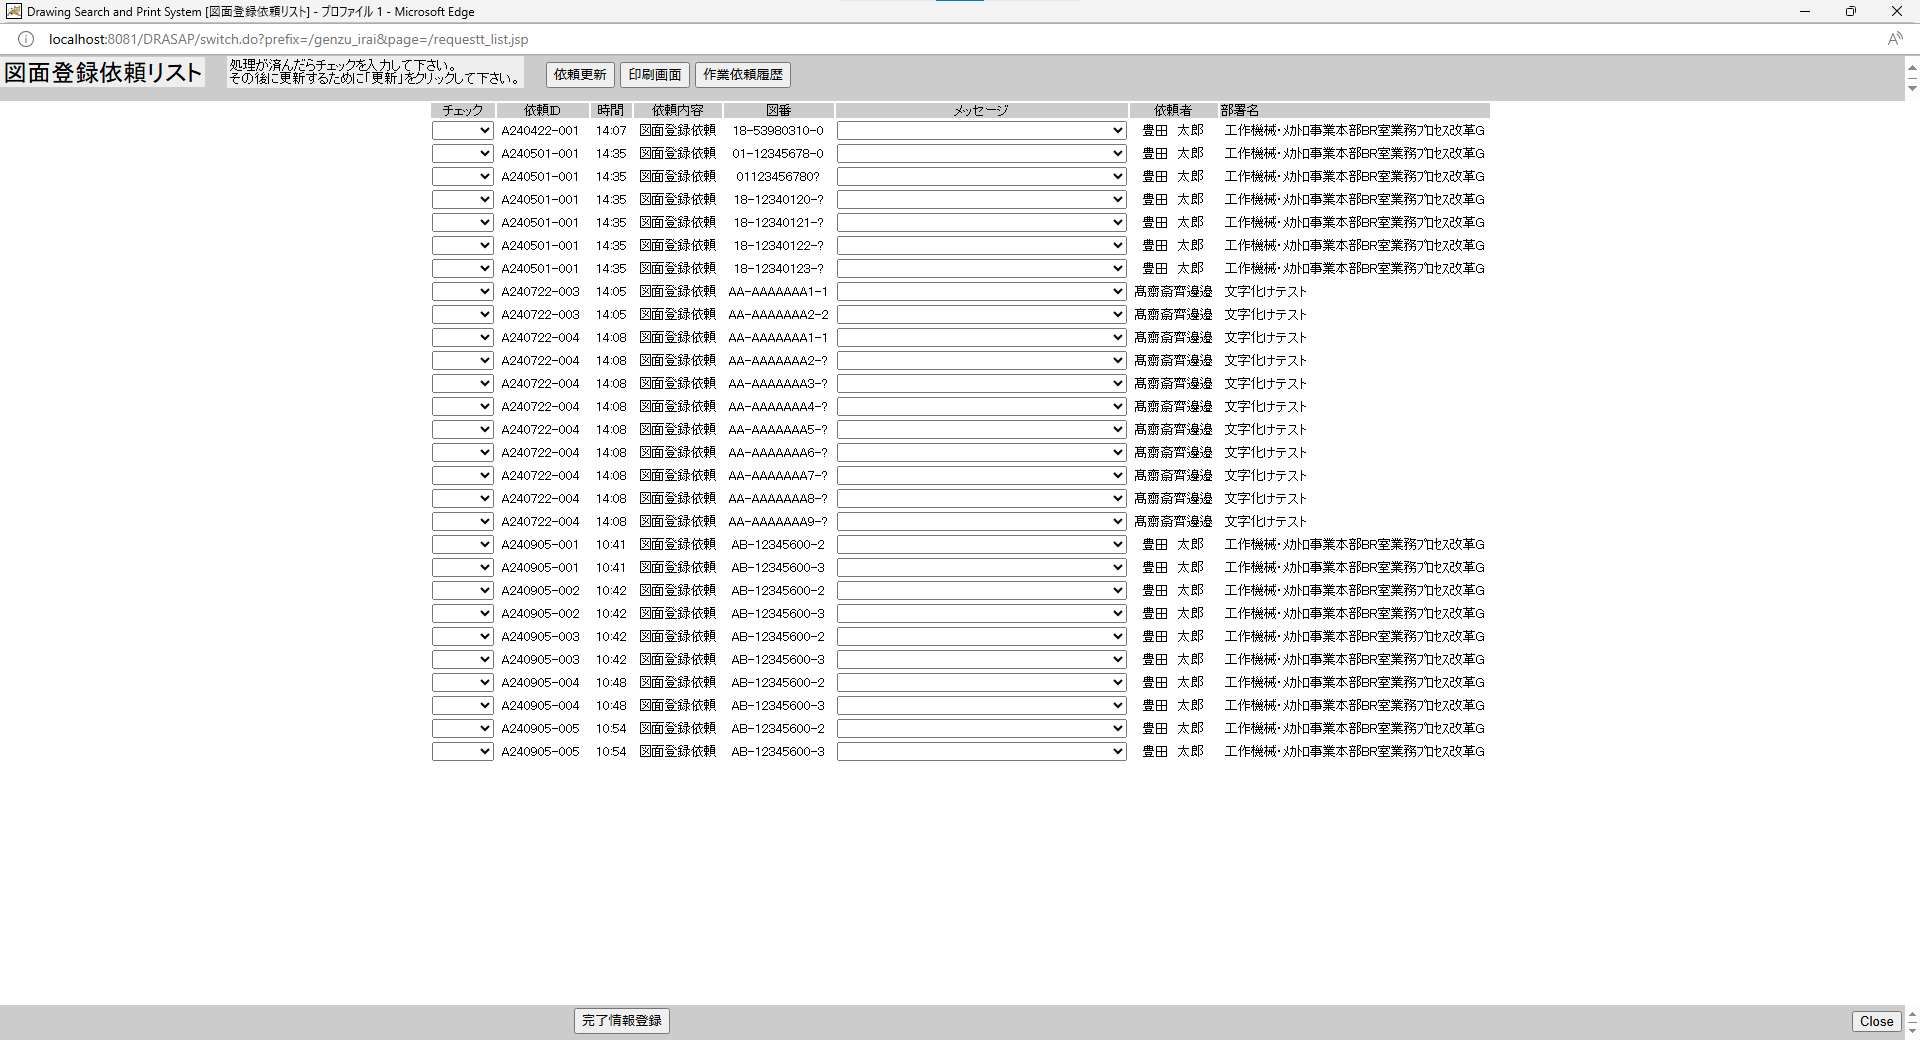 Drawing Search and Print System [図面登録依頼リスト] - プロファイル 1 - Microsoft Edge
localhost:8081/DRASAP/switch.do?prefix=/genzu_irai&page=/requestt_list.jsp
図面登録依頼リスト
処理が済んだらチェックを入力して下さい。
その後に更新するために「更新」をクリックして下さい。
依頼更新 印刷画面 作業依頼履歴
チェック 依頼ID 時間 依頼内容 図番 メッセージ 依頼者 部署名
A240422-001 14:07 図面登録依頼 18-53980310-0 豊田 太郎 工作機械・ﾒｶﾄﾛ事業本部BR室業務ﾌﾟﾛｾｽ改革G
A240501-001 14:35 図面登録依頼 01-12345678-0 豊田 太郎 工作機械・ﾒｶﾄﾛ事業本部BR室業務ﾌﾟﾛｾｽ改革G
A240501-001 14:35 図面登録依頼 01123456780? 豊田 太郎 工作機械・ﾒｶﾄﾛ事業本部BR室業務ﾌﾟﾛｾｽ改革G
A240501-001 14:35 図面登録依頼 18-12340120-? 豊田 太郎 工作機械・ﾒｶﾄﾛ事業本部BR室業務ﾌﾟﾛｾｽ改革G
A240501-001 14:35 図面登録依頼 18-12340121-? 豊田 太郎 工作機械・ﾒｶﾄﾛ事業本部BR室業務ﾌﾟﾛｾｽ改革G
A240501-001 14:35 図面登録依頼 18-12340122-? 豊田 太郎 工作機械・ﾒｶﾄﾛ事業本部BR室業務ﾌﾟﾛｾｽ改革G
A240501-001 14:35 図面登録依頼 18-12340123-? 豊田 太郎 工作機械・ﾒｶﾄﾛ事業本部BR室業務ﾌﾟﾛｾｽ改革G
A240722-003 14:05 図面登録依頼 AA-AAAAAAA1-1 髙齋斎齊邉邊 文字化けテスト
A240722-003 14:05 図面登録依頼 AA-AAAAAAA2-2 髙齋斎齊邉邊 文字化けテスト
A240722-004 14:08 図面登録依頼 AA-AAAAAAA1-1 髙齋斎齊邉邊 文字化けテスト
A240722-004 14:08 図面登録依頼 AA-AAAAAAA2-? 髙齋斎齊邉邊 文字化けテスト
A240722-004 14:08 図面登録依頼 AA-AAAAAAA3-? 髙齋斎齊邉邊 文字化けテスト
A240722-004 14:08 図面登録依頼 AA-AAAAAAA4-? 髙齋斎齊邉邊 文字化けテスト
A240722-004 14:08 図面登録依頼 AA-AAAAAAA5-? 髙齋斎齊邉邊 文字化けテスト
A240722-004 14:08 図面登録依頼 AA-AAAAAAA6-? 髙齋斎齊邉邊 文字化けテスト
A240722-004 14:08 図面登録依頼 AA-AAAAAAA7-? 髙齋斎齊邉邊 文字化けテスト
A240722-004 14:08 図面登録依頼 AA-AAAAAAA8-? 髙齋斎齊邉邊 文字化けテスト
A240722-004 14:08 図面登録依頼 AA-AAAAAAA9-? 髙齋斎齊邉邊 文字化けテスト
A240905-001 10:41 図面登録依頼 AB-12345600-2 豊田 太郎 工作機械・ﾒｶﾄﾛ事業本部BR室業務ﾌﾟﾛｾｽ改革G
A240905-001 10:41 図面登録依頼 AB-12345600-3 豊田 太郎 工作機械・ﾒｶﾄﾛ事業本部BR室業務ﾌﾟﾛｾｽ改革G
A240905-002 10:42 図面登録依頼 AB-12345600-2 豊田 太郎 工作機械・ﾒｶﾄﾛ事業本部BR室業務ﾌﾟﾛｾｽ改革G
A240905-002 10:42 図面登録依頼 AB-12345600-3 豊田 太郎 工作機械・ﾒｶﾄﾛ事業本部BR室業務ﾌﾟﾛｾｽ改革G
A240905-003 10:42 図面登録依頼 AB-12345600-2 豊田 太郎 工作機械・ﾒｶﾄﾛ事業本部BR室業務ﾌﾟﾛｾｽ改革G
A240905-003 10:42 図面登録依頼 AB-12345600-3 豊田 太郎 工作機械・ﾒｶﾄﾛ事業本部BR室業務ﾌﾟﾛｾｽ改革G
A240905-004 10:48 図面登録依頼 AB-12345600-2 豊田 太郎 工作機械・ﾒｶﾄﾛ事業本部BR室業務ﾌﾟﾛｾｽ改革G
A240905-004 10:48 図面登録依頼 AB-12345600-3 豊田 太郎 工作機械・ﾒｶﾄﾛ事業本部BR室業務ﾌﾟﾛｾｽ改革G
A240905-005 10:54 図面登録依頼 AB-12345600-2 豊田 太郎 工作機械・ﾒｶﾄﾛ事業本部BR室業務ﾌﾟﾛｾｽ改革G
A240905-005 10:54 図面登録依頼 AB-12345600-3 豊田 太郎 工作機械・ﾒｶﾄﾛ事業本部BR室業務ﾌﾟﾛｾｽ改革G
完了情報登録 Close